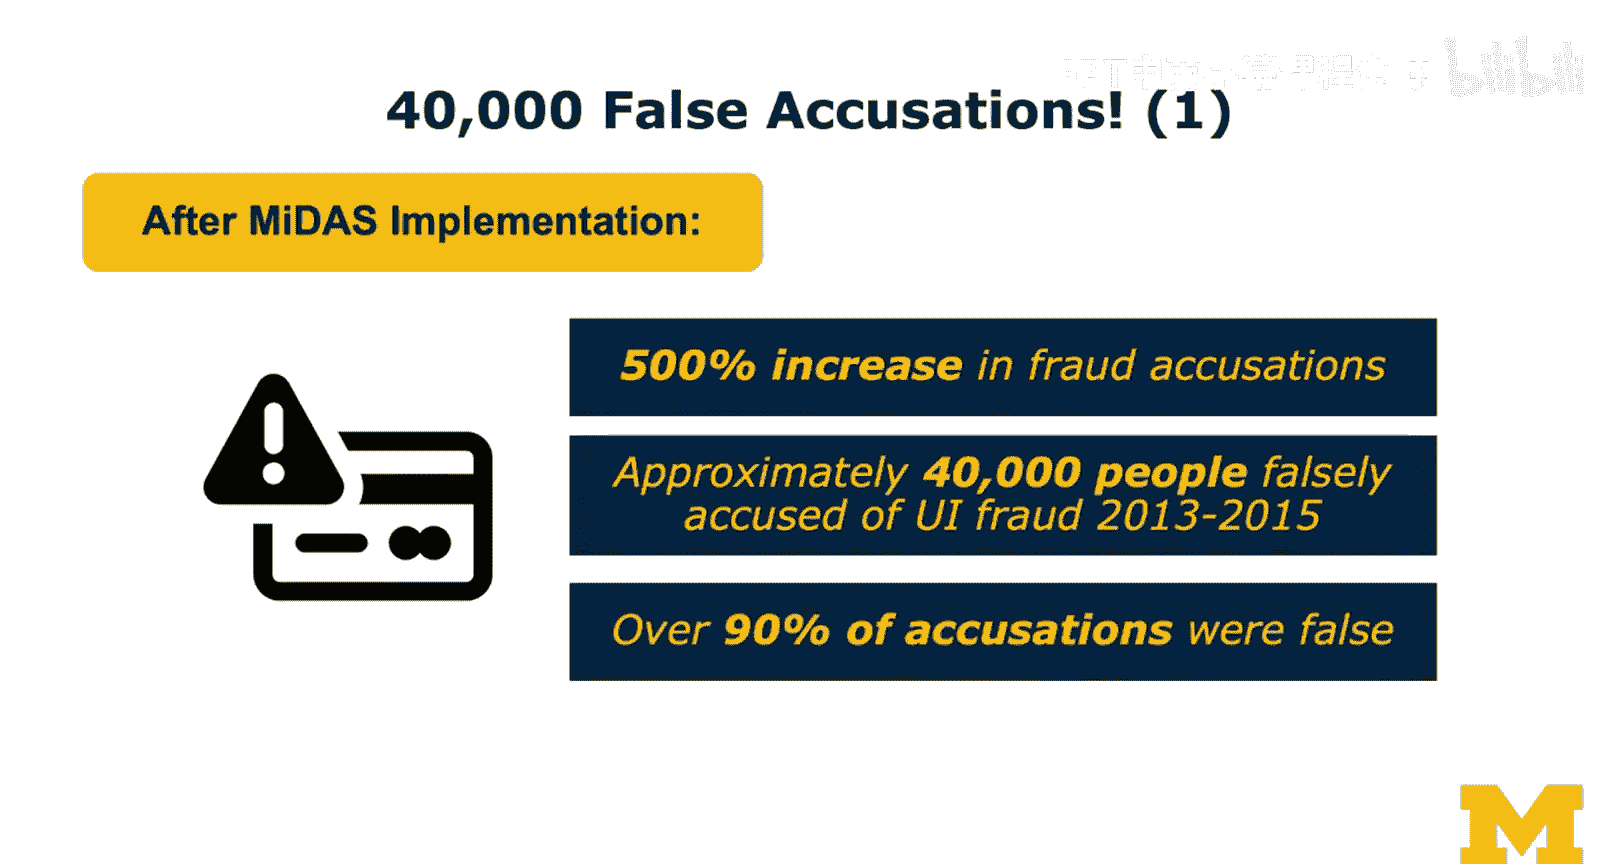 bilibili
40,000 False Accusations! (1)
After MiDAS Implementation:
500% increase in fraud accusations
Approximately 40,000 people falsely
accused of UI fraud 2013-2015
Over 90% of accusations were false
M